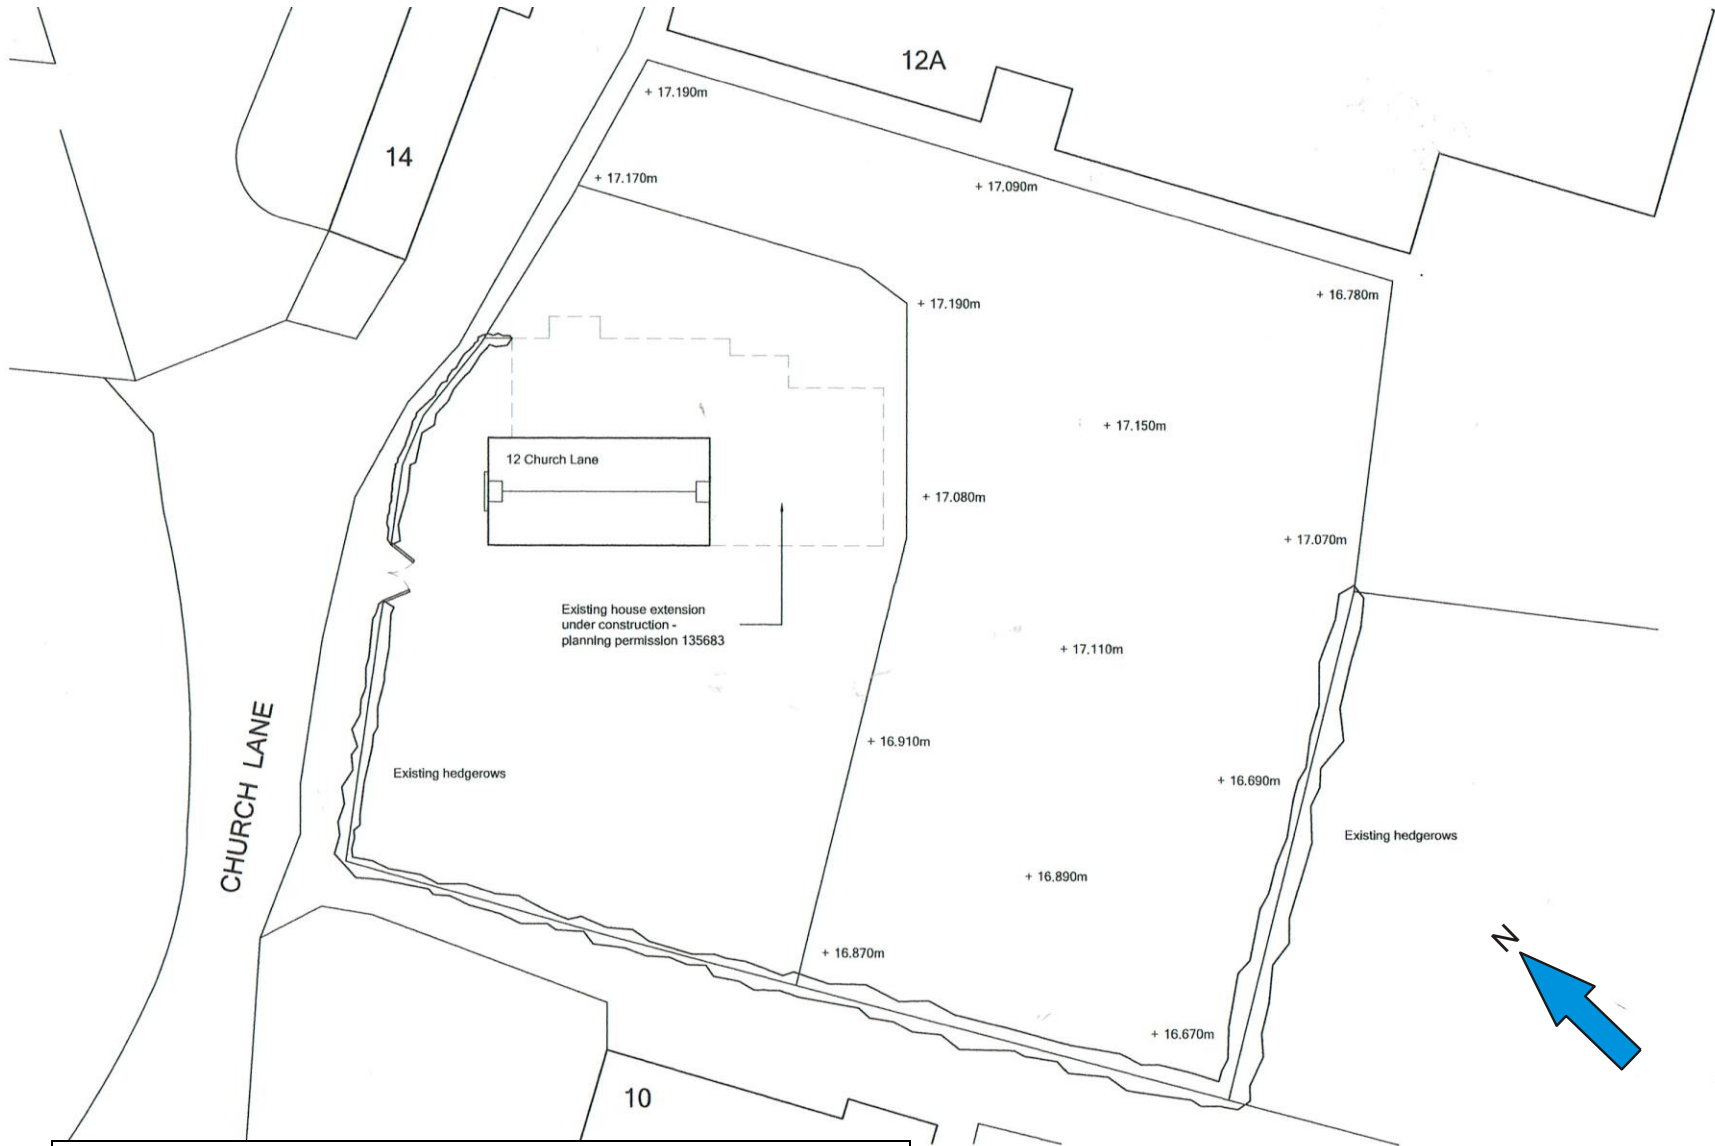 12A
+ 17.190m
14
+ 17.170m
+ 17.090m
+ 16.780m
+ 17.190m
+ 17.150m
12 Church Lane
+ 17.080m
+ 17.070m
Existing house extension
under construction -
planning permission 135683
+ 17.110m
+ 16.910m
Existing hedgerows
+ 16.690m
CHURCH LANE
Existing hedgerows
+ 16.890m
N
+ 16.870m
+ 16.670m
10